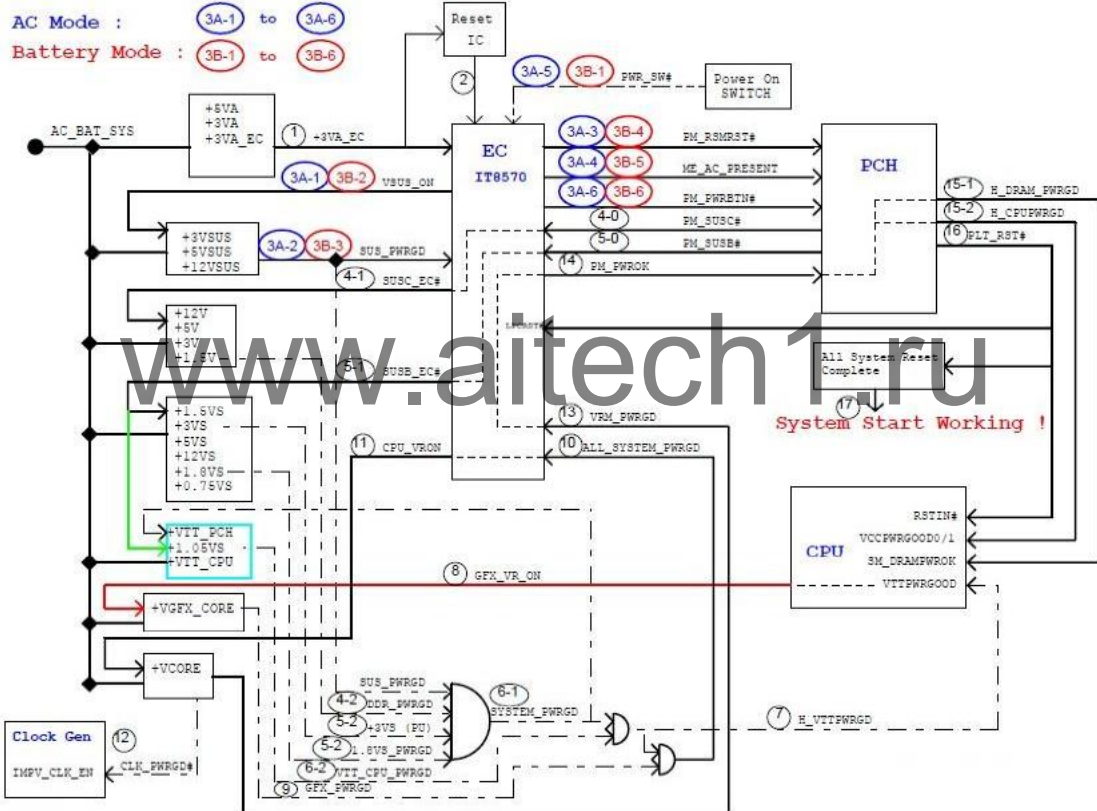 AC Mode : 3A-1 to 3A-6
Battery Mode : 3B-1 to 3B-6
Reset IC
2
3A-5 3B-1 PWR_SW#
Power On SWITCH
AC_BAT_SYS
+5VA
+3VA
+3VA_EC
1 +3VA_EC
EC
IT8570
3A-3 3B-4 PM_RSMRST#
3A-4 3B-5 ME_AC_PRESENT
3A-6 3B-6 PM_PWRBTN#
4-0 PM_SUSC#
5-0 PM_SUSB#
14 PM_PWROK
PCH
15-1 H_DRAM_PWRGD
15-2 H_CPUPWRGD
16 PLT_RST#
3A-1 3B-2 VSUS_ON
+3VSUS
+5VSUS
+12VSUS
3A-2 3B-3 SUS_PWRGD
4-1 SUSC_EC#
+12V
+5V
+3V
+1.5V
www.aitech1.ru
All System Reset Complete
17
System Start Working !
5-1 SUSB_EC#
+1.5VS
+3VS
+5VS
+12VS
+1.8VS
+0.75VS
13 VRM_PWRGD
11 CPU_VRON
10 ALL_SYSTEM_PWRGD
+VTT_PCH
+1.05VS
+VTT_CPU
CPU
RSTIN#
VCCPWRGOOD0/1
SM_DRAMPWROK
VTTPWRGOOD
8 GFX_VR_ON
+VGFX_CORE
+VCORE
SUS_PWRGD
4-2 DDR_PWRGD
5-2 +3VS (PU)
5-2 1.8VS_PWRGD
6-2 VTT_CPU_PWRGD
9 GFX_PWRGD
6-1 SYSTEM_PWRGD
7 H_VTTPWRGD
Clock Gen
IMPV_CLK_EN
12 CLK_PWRGD#